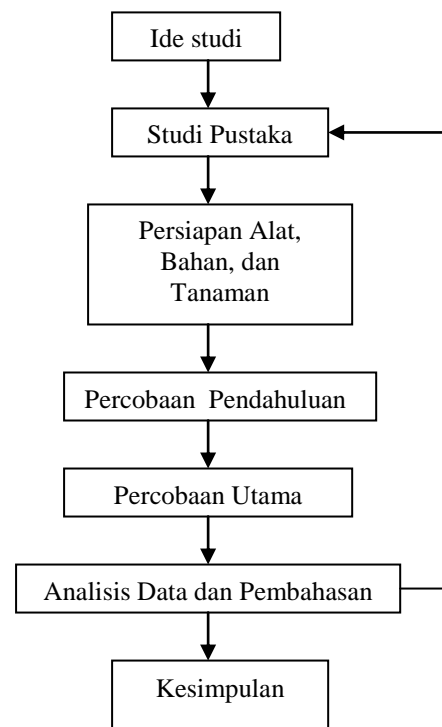 Ide studi
Studi Pustaka
Persiapan Alat,
Bahan, dan
Tanaman
Percobaan Pendahuluan
Percobaan Utama
Analisis Data dan Pembahasan
Kesimpulan